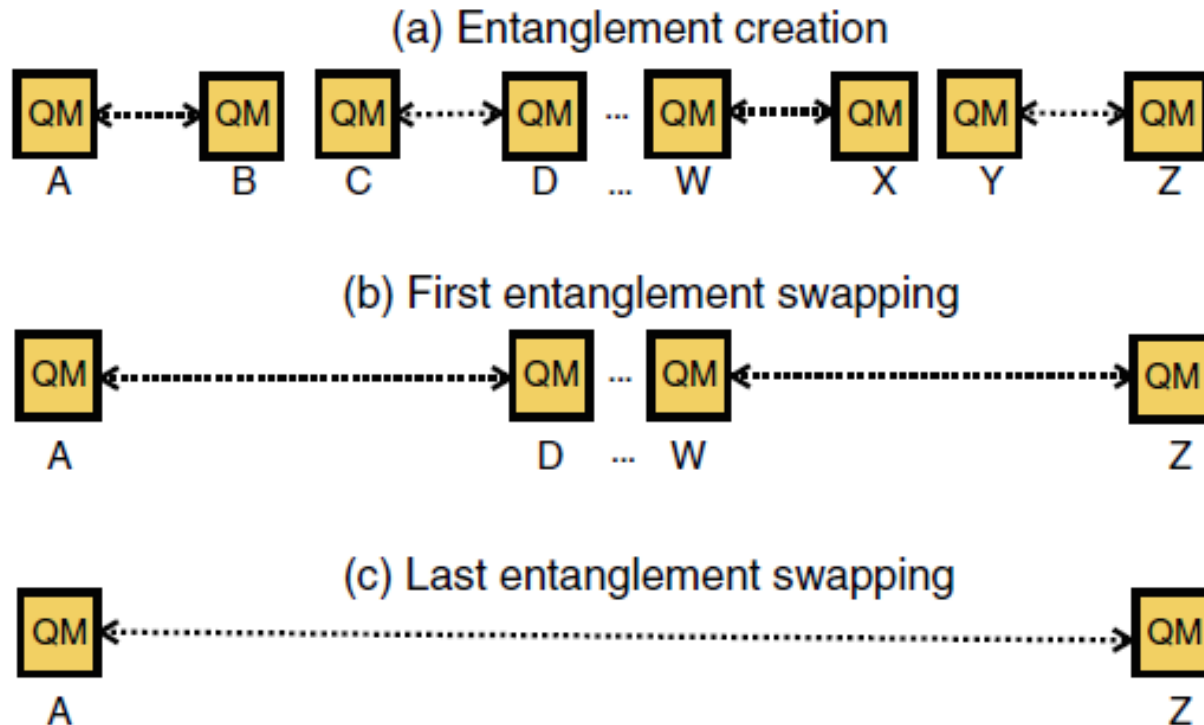 (a) Entanglement creation
QM QM QM QM ... QM QM QM QM
A B C D ... W X Y Z
(b) First entanglement swapping
QM QM ... QM QM
A D ... W Z
(c) Last entanglement swapping
QM QM
A Z